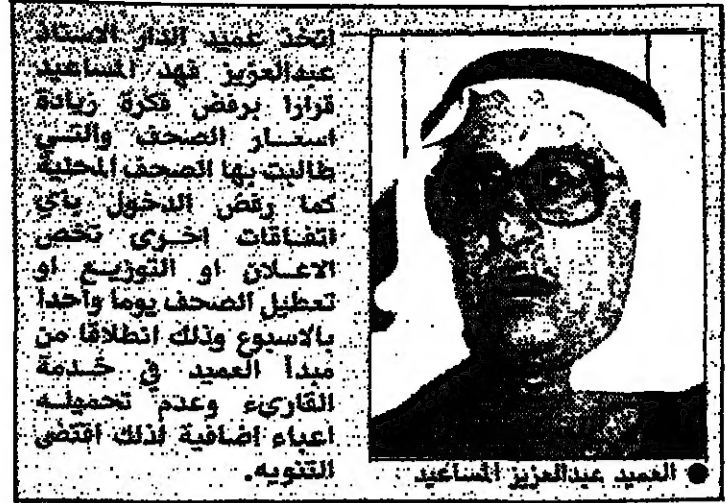 اتخذ عميد الدار الاستاذ
عبدالعزيز فهد المساعيد
قرارا برفض فكرة زيادة
اسعار الصحف والتي
طالبت بها الصحف المحلية
كما رفض الدخول باي
اتفاقات اخرى تخص
الاعلان او التوزيع او
تعطيل الصحف يوما واحدا
بالاسبوع وذلك انطلاقا من
مبدأ العميد في خدمة
القارىء وعدم تحميله
اعباء اضافية لذلك اقتضى
التنويه.
● العميد عبدالعزيز المساعيد